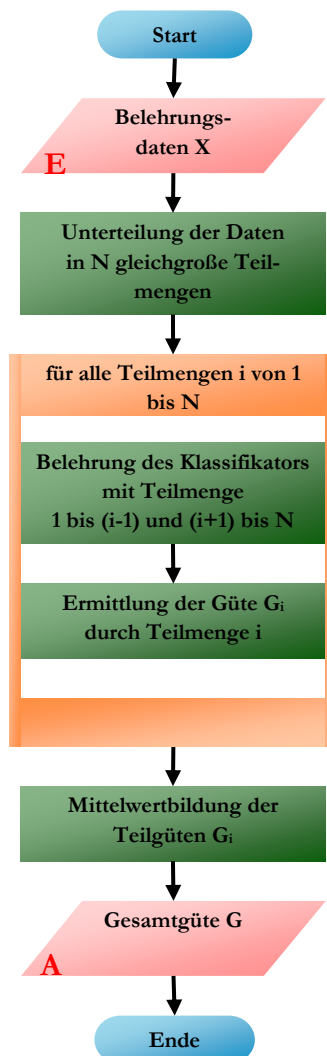 Start
Belehrungs-
daten X
E
Unterteilung der Daten
in N gleichgroße Teil-
mengen
für alle Teilmengen i von 1
bis N
Belehrung des Klassifikators
mit Teilmenge
1 bis (i-1) und (i+1) bis N
Ermittlung der Güte Gᵢ
durch Teilmenge i
Mittelwertbildung der
Teilgüten Gᵢ
Gesamtgüte G
A
Ende